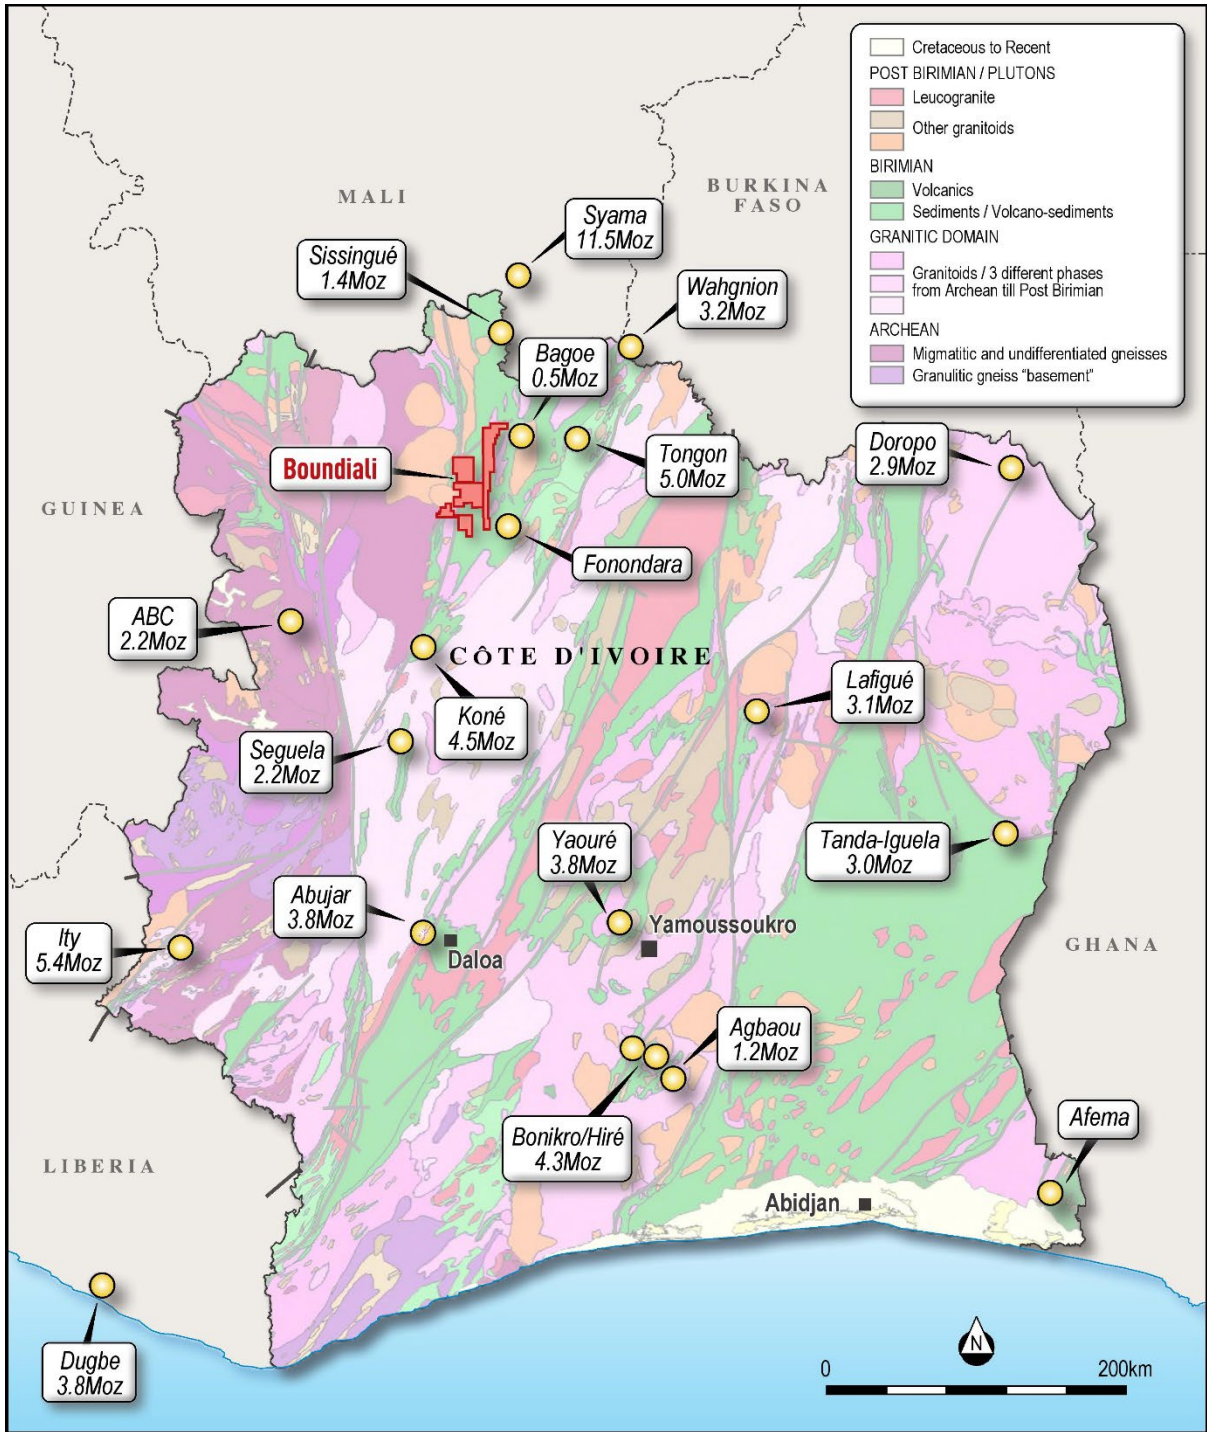 Cretaceous to Recent
POST BIRIMIAN / PLUTONS
Leucogranite
Other granitoids
BIRIMIAN
Volcanics
Sediments / Volcano-sediments
GRANITIC DOMAIN
Granitoids / 3 different phases
from Archean till Post Birimian
ARCHEAN
Migmatitic and undifferentiated gneisses
Granulitic gneiss "basement"
MALI
BURKINA
FASO
Syama
11.5Moz
Sissingué
1.4Moz
Wahgnion
3.2Moz
Bagoe
0.5Moz
Boundiali
Tongon
5.0Moz
Doropo
2.9Moz
GUINEA
Fonondara
ABC
2.2Moz
CÔTE D'IVOIRE
Koné
4.5Moz
Lafigué
3.1Moz
Seguela
2.2Moz
Yaouré
3.8Moz
Tanda-Iguela
3.0Moz
Abujar
3.8Moz
Daloa
Yamoussoukro
Ity
5.4Moz
GHANA
Agbaou
1.2Moz
Bonikro/Hiré
4.3Moz
Afema
LIBERIA
Abidjan
Dugbe
3.8Moz
N
0 200km